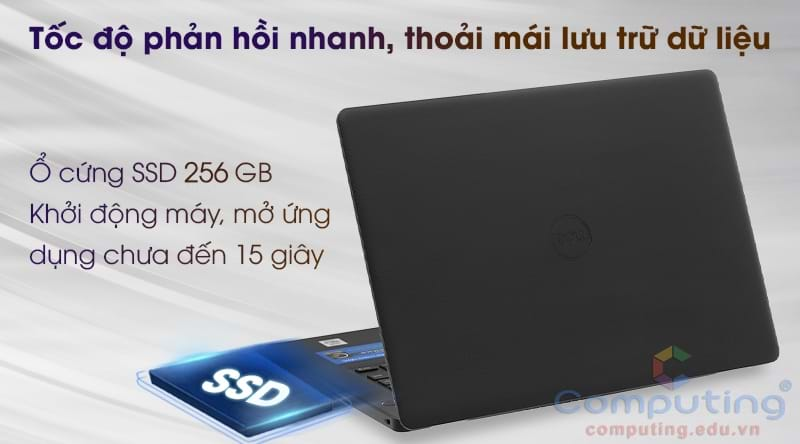 Tốc độ phản hồi nhanh, thoải mái lưu trữ dữ liệu
Ổ cứng SSD 256 GB
Khởi động máy, mở ứng
dụng chưa đến 15 giây
DELL
SSD
Computing®
computing.edu.vn